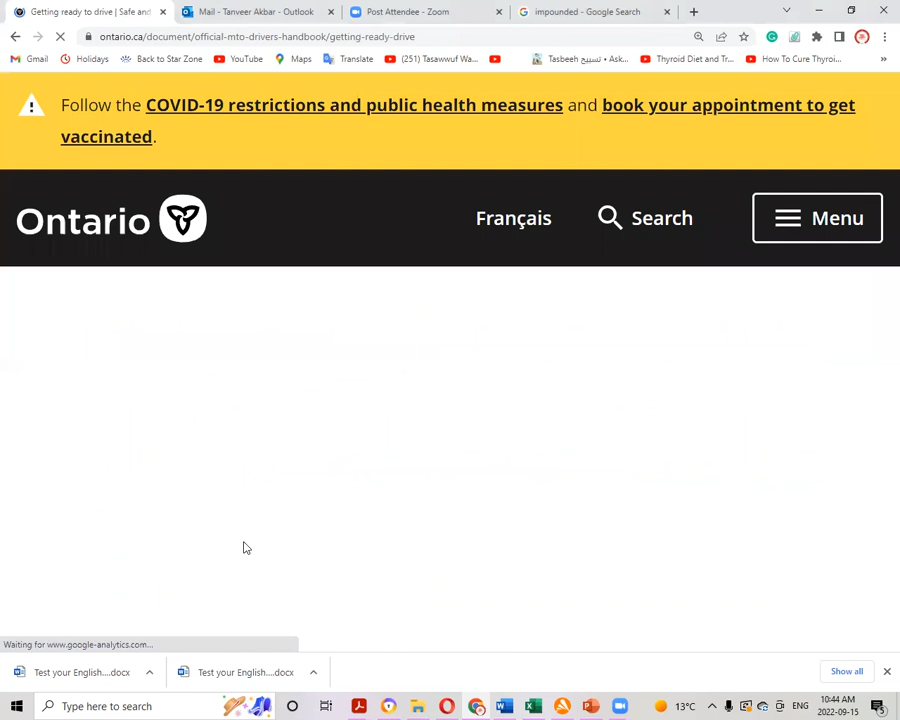 Getting ready to drive | Safe and
Mail - Tanveer Akbar - Outlook
Post Attendee - Zoom
impounded - Google Search
ontario.ca/document/official-mto-drivers-handbook/getting-ready-drive
Gmail
Holidays
Back to Star Zone
YouTube
Maps
Translate
(251) Tasawwuf Wa...
Tasbeeh تسبيح • Ask...
Thyroid Diet and Tr...
How To Cure Thyroi...
»
Follow the COVID-19 restrictions and public health measures and book your appointment to get
vaccinated.
Ontario
Français
Search
Menu
Waiting for www.google-analytics.com...
Test your English....docx
Test your English....docx
Show all
Type here to search
13°C
ENG
10:44 AM
2022-09-15
5